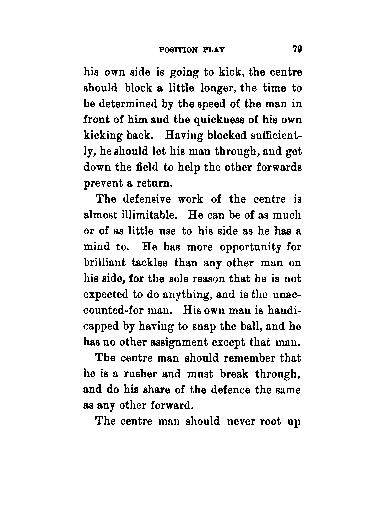 POSITION PLAY 79
his own side is going to kick, the centre
should block a little longer, the time to
be determined by the speed of the man in
front of him and the quickness of his own
kicking back. Having blocked sufficient-
ly, he should let his man through, and get
down the field to help the other forwards
prevent a return.
The defensive work of the centre is
almost illimitable. He can be of as much
or of as little use to his side as he has a
mind to. He has more opportunity for
brilliant tackles than any other man on
his side, for the sole reason that he is not
expected to do anything, and is the unac-
counted-for man. His own man is handi-
capped by having to snap the ball, and he
has no other assignment except that man.
The centre man should remember that
he is a rusher and must break through,
and do his share of the defence the same
as any other forward.
The centre man should never root up